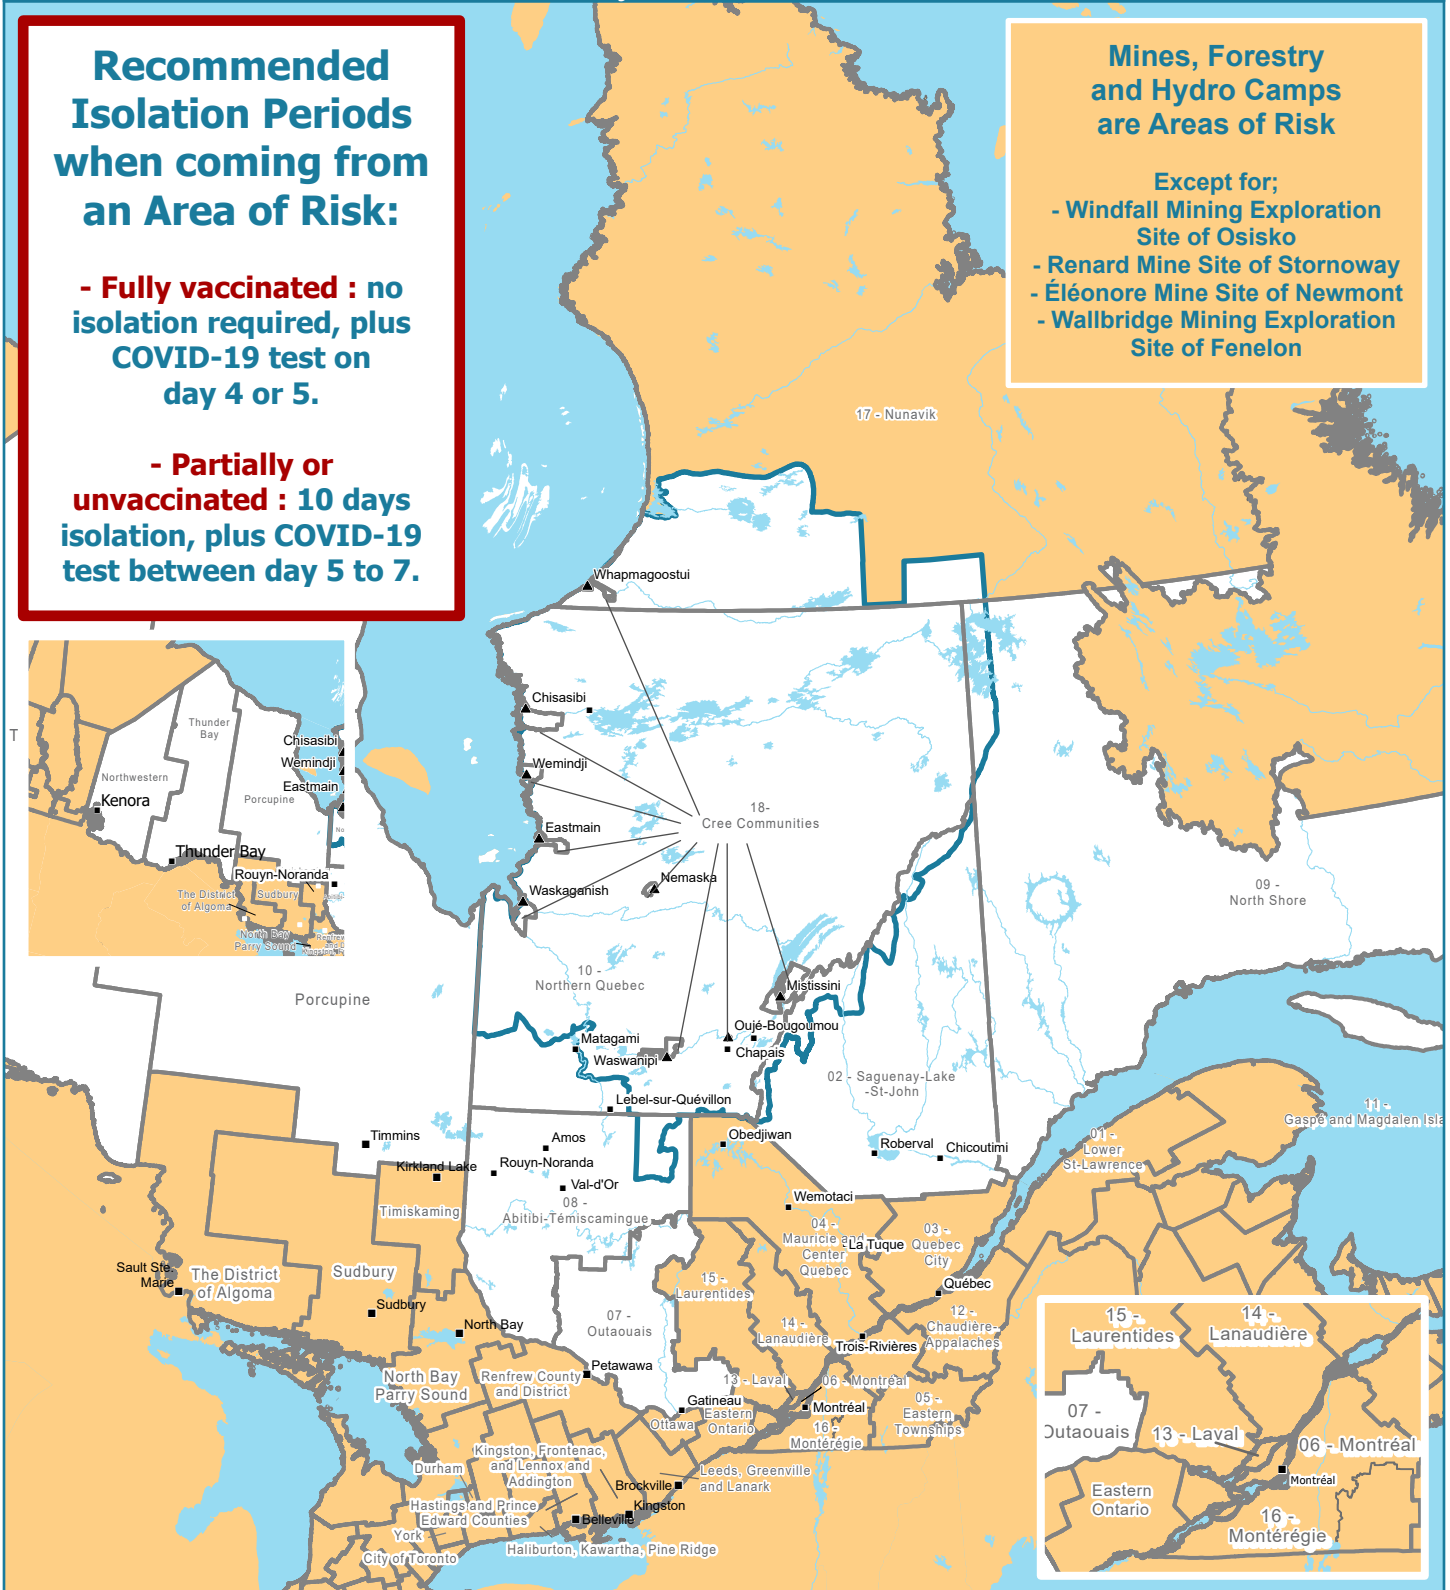 Recommended
Isolation Periods
when coming from
an Area of Risk:
- Fully vaccinated : no
isolation required, plus
COVID-19 test on
day 4 or 5.
- Partially or
unvaccinated : 10 days
isolation, plus COVID-19
test between day 5 to 7.
Mines, Forestry
and Hydro Camps
are Areas of Risk
Except for;
- Windfall Mining Exploration
Site of Osisko
- Renard Mine Site of Stornoway
- Éléonore Mine Site of Newmont
- Wallbridge Mining Exploration
Site of Fenelon
17 - Nunavik
Whapmagoostui
Chisasibi
Wemindji
Eastmain
Waskaganish
Nemaska
18-
Cree Communities
09 -
North Shore
10 -
Northern Quebec
Mistissini
Oujé-Bougoumou
Chapais
Matagami
Waswanipi
Lebel-sur-Quévillon
02 - Saguenay-Lake
-St-John
Roberval
Chicoutimi
T
Thunder
Bay
Northwestern
Kenora
Porcupine
Chisasibi
Wemindji
Eastmain
No
Thunder Bay
Rouyn-Noranda
The District
of Algoma
Sudbury
North Bay
Parry Sound
Renfrew
Porcupine
Timmins
Kirkland Lake
Timiskaming
Amos
Rouyn-Noranda
Val-d'Or
08 -
Abitibi-Témiscamingue
Obedjiwan
Wemotaci
04 -
Mauricie and
Center
Quebec
La Tuque
03 -
Quebec
City
Québec
01 -
Lower
St-Lawrence
11 -
Gaspé and Magdalen Isla
Sault Ste.
Marie
The District
of Algoma
Sudbury
Sudbury
North Bay
North Bay
Parry Sound
Renfrew County
and District
Petawawa
07 -
Outaouais
15 -
Laurentides
14 -
Lanaudière
Trois-Rivières
12 -
Chaudière-
Appalaches
13 - Laval
06 - Montréal
Montréal
Gatineau
Ottawa
Eastern
Ontario
16 -
Montérégie
05 -
Eastern
Townships
Kingston, Frontenac,
and Lennox and
Addington
Durham
Brockville
Leeds, Greenville
and Lanark
Hastings and Prince
Edward Counties
Kingston
Belleville
York
City of Toronto
Haliburton, Kawartha, Pine Ridge
15 -
Laurentides
14 -
Lanaudière
07 -
Outaouais
13 - Laval
06 - Montréal
Montréal
Eastern
Ontario
16 -
Montérégie